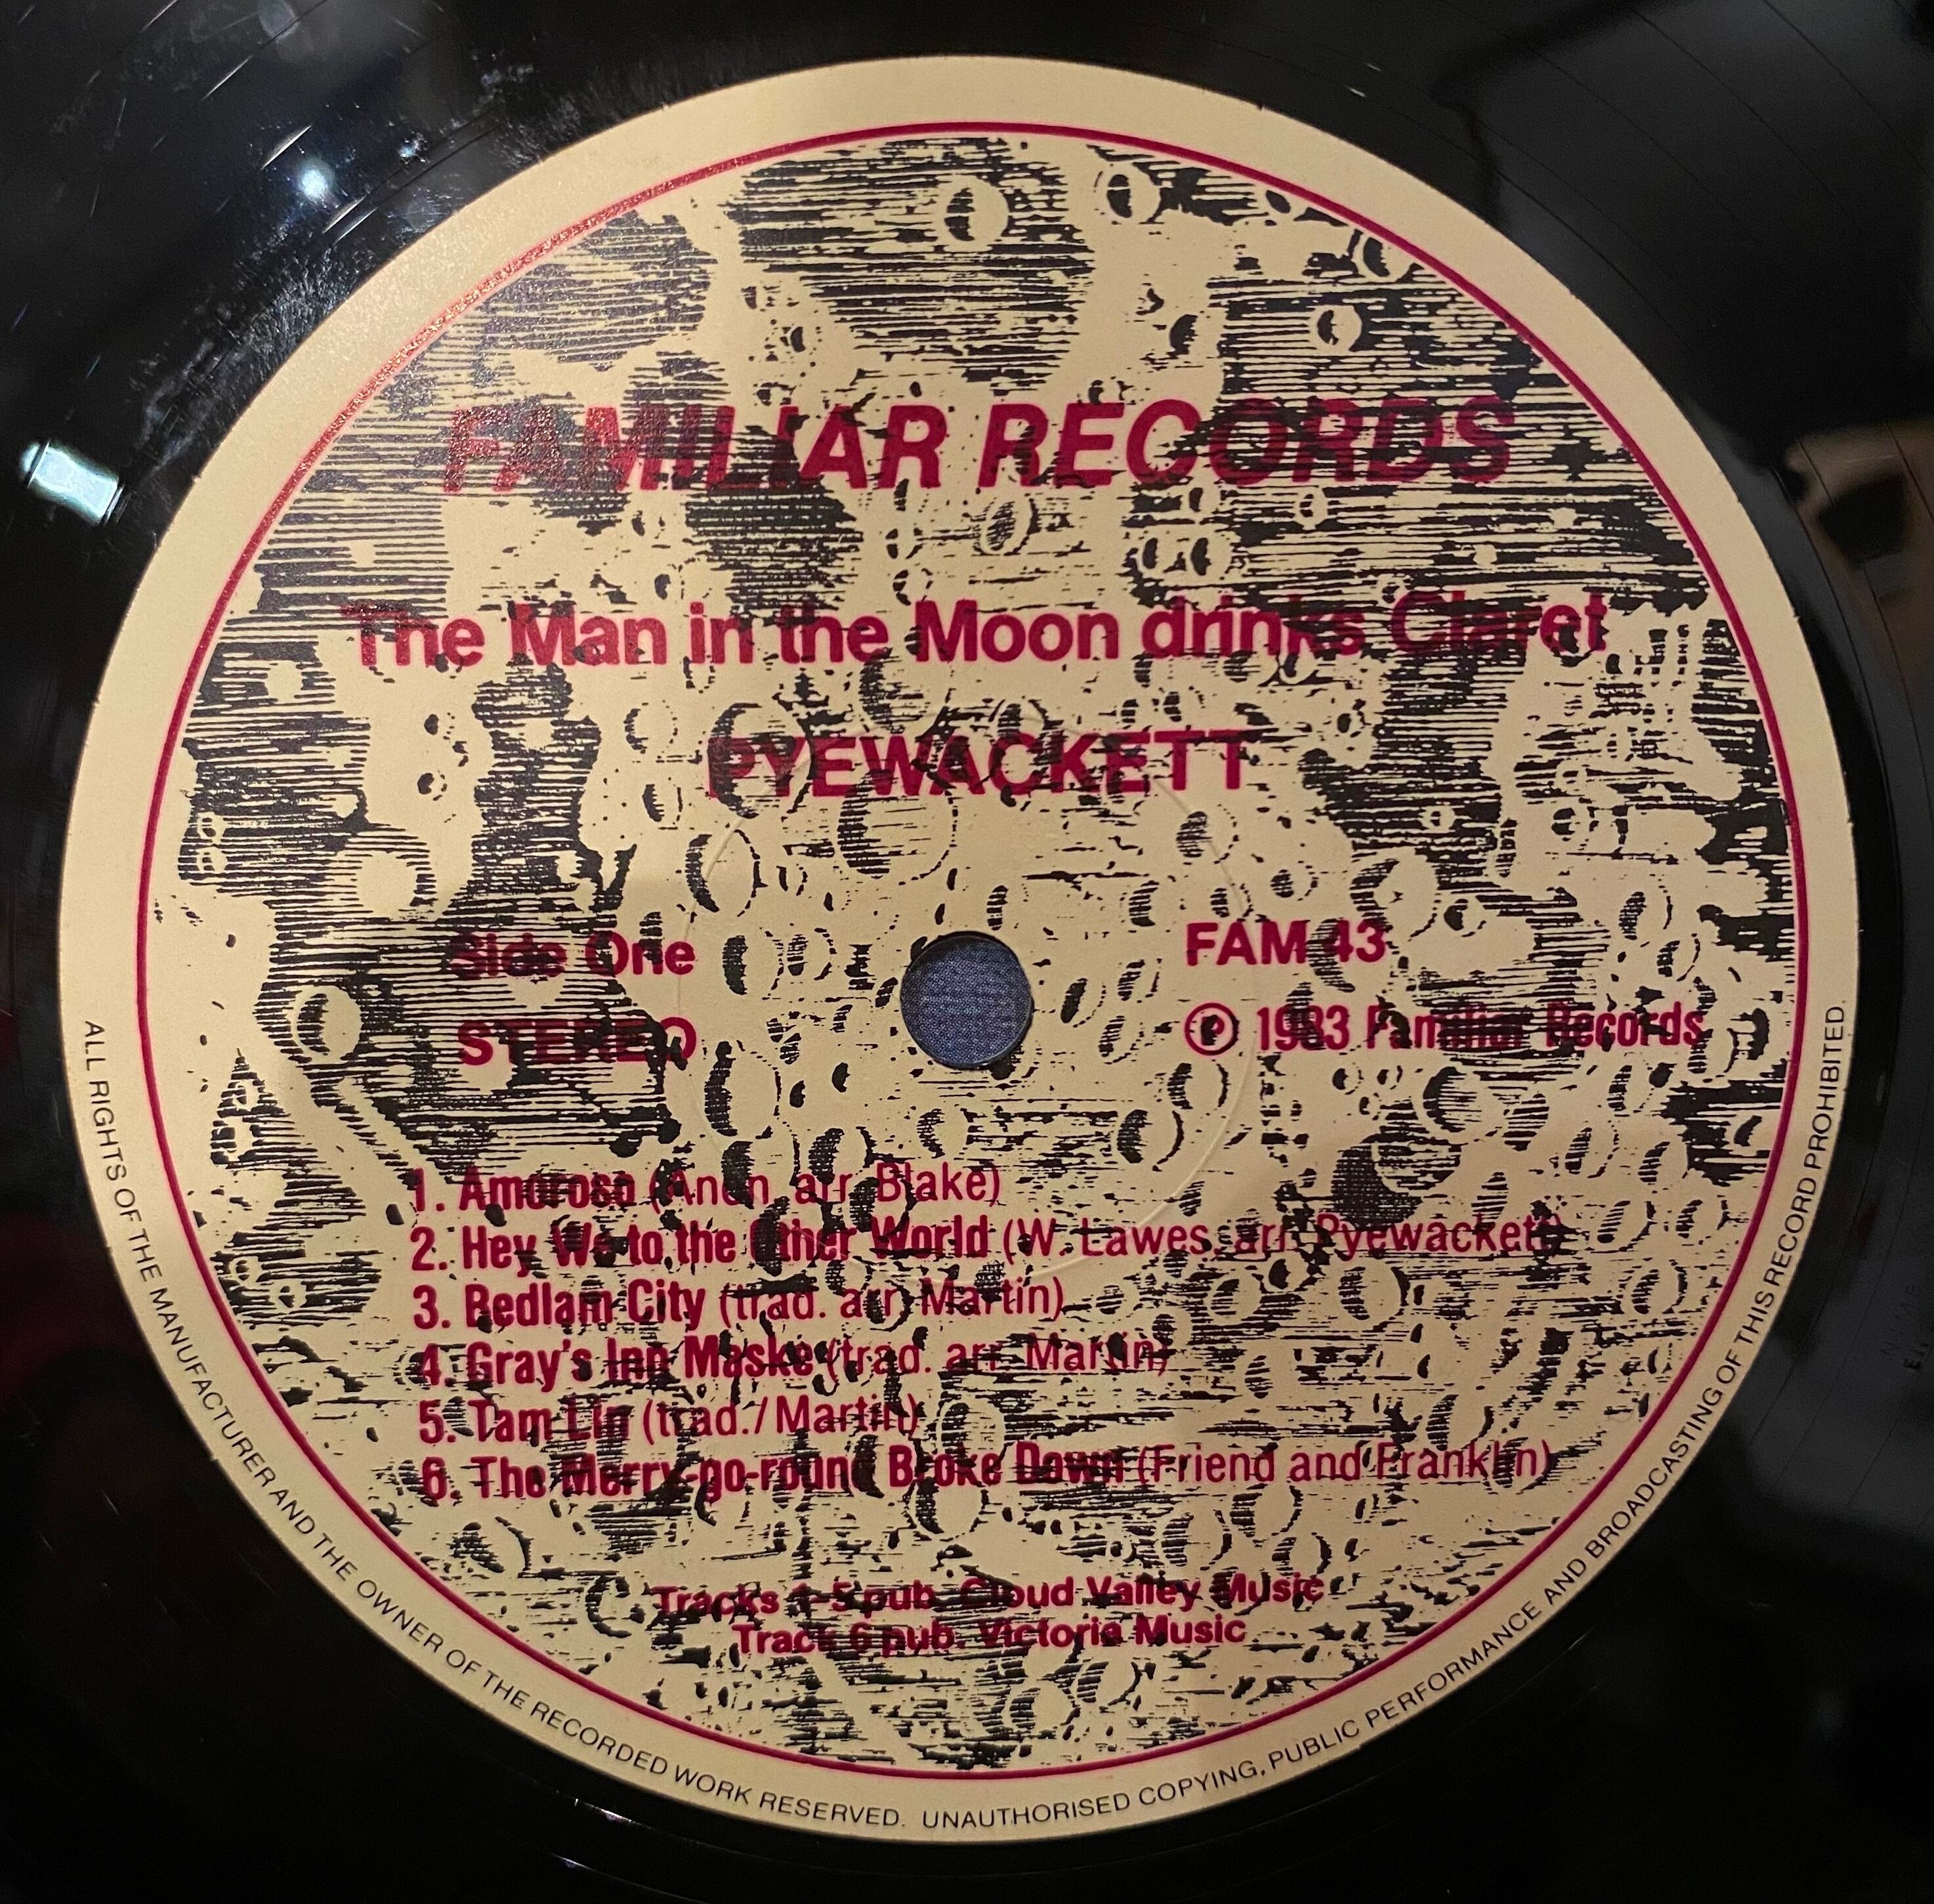 FAMILIAR RECORDS
The Man in the Moon drinks Claret
PYEWACKETT
Side One
STEREO
FAM 43
Ⓟ 1983 Familiar Records
1. Amoroso (Anon. arr. Blake)
2. Hey We to the Other World (W. Lawes, arr. Pyewackett)
3. Bedlam City (trad. arr. Martin)
4. Gray's Inn Maske (trad. arr. Martin)
5. Tam Lin (trad./Martin)
6. The Merry-go-round Broke Down (Friend and Franklin)
Tracks 1-5 pub. Cloud Valley Music
Track 6 pub. Victoria Music
ALL RIGHTS OF THE MANUFACTURER AND THE OWNER OF THE RECORDED WORK RESERVED. UNAUTHORISED COPYING, PUBLIC PERFORMANCE AND BROADCASTING OF THIS RECORD PROHIBITED.